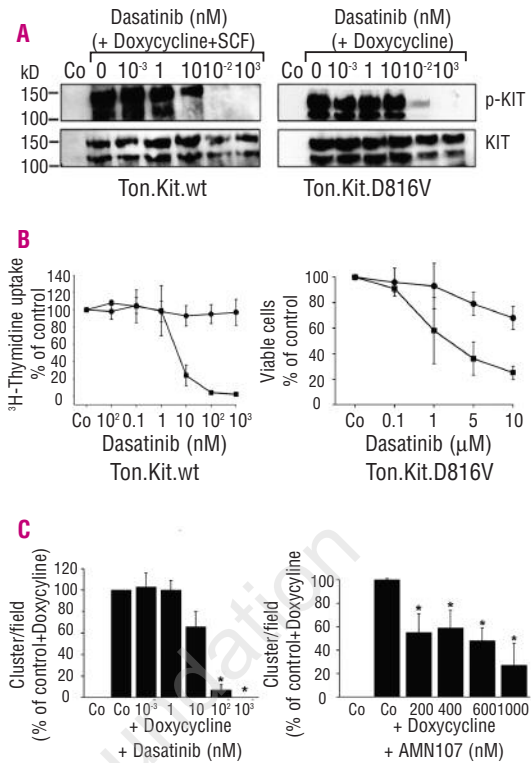 A
Dasatinib (nM)
(+ Doxycycline+SCF)
Dasatinib (nM)
(+ Doxycycline)
kD Co 0 10-3 1 10 10-2 10³ Co 0 10-3 1 10 10-2 10³
150
100
p-KIT
150
100
KIT
Ton.Kit.wt Ton.Kit.D816V
B
³H-Thymidine uptake
% of control
140
120
100
80
60
40
20
0
Co 10² 0.1 1 10 10² 10³
Dasatinib (nM)
Ton.Kit.wt
Viable cells
% of control
100
80
60
40
20
0
Co 0.1 1 5 10
Dasatinib (µM)
Ton.Kit.D816V
C
Cluster/field
(% of control+Doxycyline)
120
100
80
60
40
20
0
* *
Co Co 10-3 1 10 10² 10³
+ Doxycycline
+ Dasatinib (nM)
Cluster/field
(% of control+Doxycyline
100
80
60
40
20
0
* * * *
Co Co 200 400 6001000
+ Doxycycline
+ AMN107 (nM)
undation